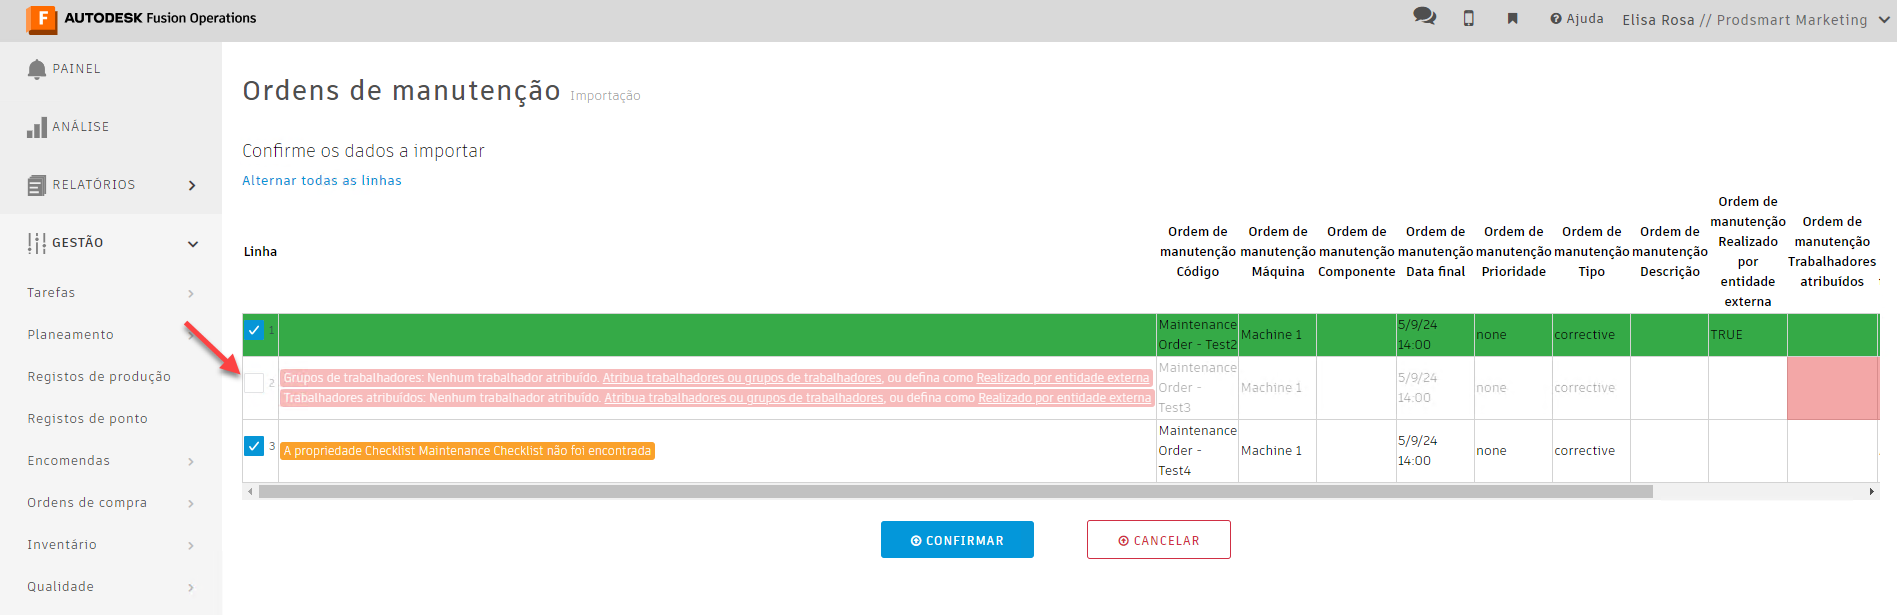 AUTODESK Fusion Operations
Ajuda
Elisa Rosa // Prodsmart Marketing
PAINEL
ANÁLISE
RELATÓRIOS
GESTÃO
Tarefas
Planeamento
Registos de produção
Registos de ponto
Encomendas
Ordens de compra
Inventário
Qualidade
Ordens de manutenção Importação
Confirme os dados a importar
Alternar todas as linhas
Linha
Ordem de
manutenção
Código
Ordem de
manutenção
Máquina
Ordem de
manutenção
Componente
Ordem de
manutenção
Data final
Ordem de
manutenção
Prioridade
Ordem de
manutenção
Tipo
Ordem de
manutenção
Descrição
Ordem de
manutenção
Realizado
por
entidade
externa
Ordem de
manutenção
Trabalhadores
atribuídos
1
Maintenance
Order - Test2
Machine 1
5/9/24
14:00
none
corrective
TRUE
2
Grupos de trabalhadores: Nenhum trabalhador atribuído. Atribua trabalhadores ou grupos de trabalhadores, ou defina como Realizado por entidade externa
Trabalhadores atribuídos: Nenhum trabalhador atribuído. Atribua trabalhadores ou grupos de trabalhadores, ou defina como Realizado por entidade externa
Maintenance
Order -
Test3
Machine 1
5/9/24
14:00
none
corrective
3
A propriedade Checklist Maintenance Checklist não foi encontrada
Maintenance
Order -
Test4
Machine 1
5/9/24
14:00
none
corrective
CONFIRMAR
CANCELAR